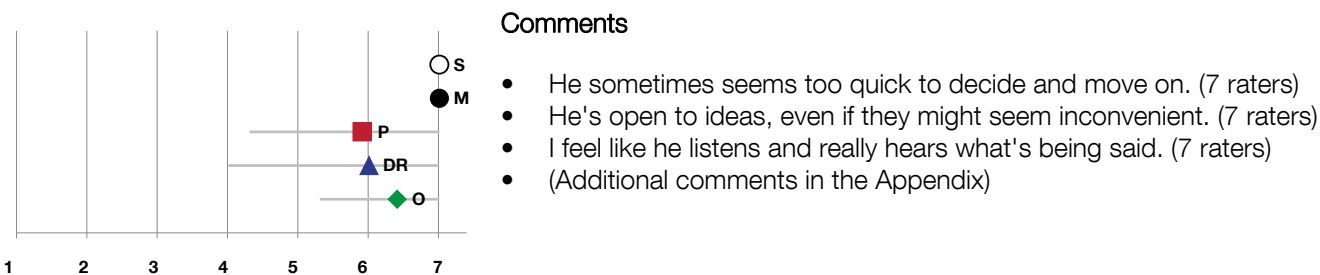 Comments
S
M
P
DR
O
• He sometimes seems too quick to decide and move on. (7 raters)
• He's open to ideas, even if they might seem inconvenient. (7 raters)
• I feel like he listens and really hears what's being said. (7 raters)
• (Additional comments in the Appendix)
1 2 3 4 5 6 7